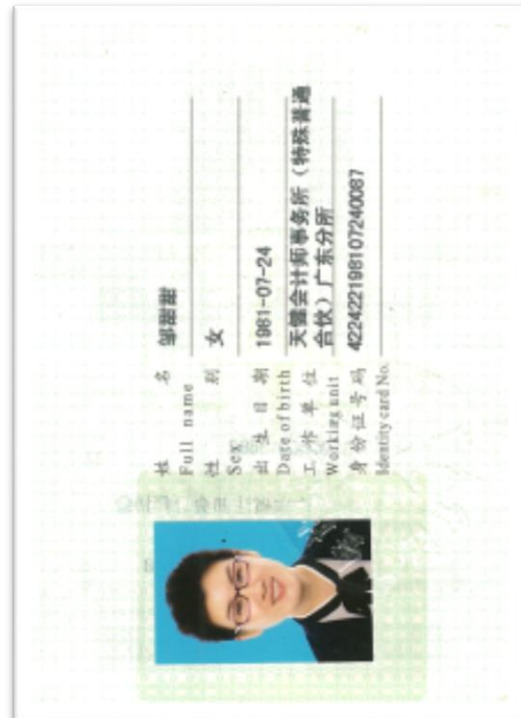 姓 名 邹甜甜
Full name
性 别 女
Sex
出 生 日 期 1981-07-24
Date of birth
工 作 单 位 天健会计师事务所（特殊普通
Working unit 合伙）广东分所
身 份 证 号 码 422422198107240087
Identity card No.